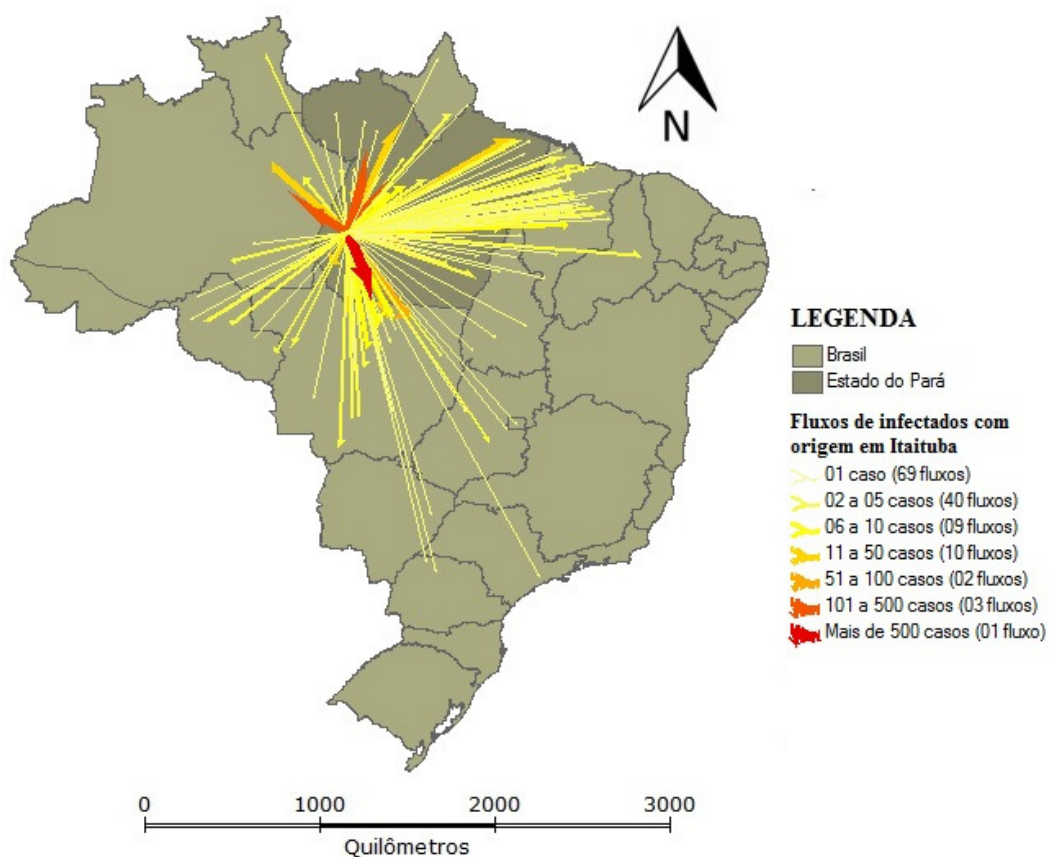 N
LEGENDA
Brasil
Estado do Pará
Fluxos de infectados com
origem em Itaituba
01 caso (69 fluxos)
02 a 05 casos (40 fluxos)
06 a 10 casos (09 fluxos)
11 a 50 casos (10 fluxos)
51 a 100 casos (02 fluxos)
101 a 500 casos (03 fluxos)
Mais de 500 casos (01 fluxo)
0 1000 2000 3000
Quilômetros